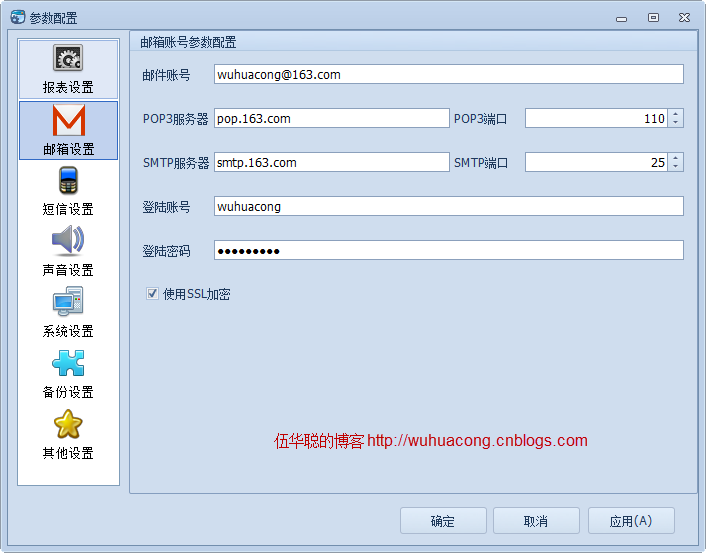 参数配置
报表设置
邮箱设置
短信设置
声音设置
系统设置
备份设置
其他设置
邮箱账号参数配置
邮件账号 wuhuacong@163.com
POP3服务器 pop.163.com POP3端口 110
SMTP服务器 smtp.163.com SMTP端口 25
登陆账号 wuhuacong
登陆密码 ●●●●●●●●●
使用SSL加密
伍华聪的博客 http://wuhuacong.cnblogs.com
确定 取消 应用(A)